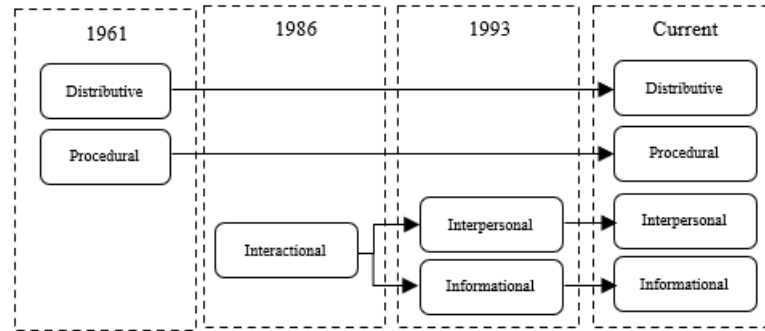 1961
1986
1993
Current
Distributive
Distributive
Procedural
Procedural
Interactional
Interpersonal
Interpersonal
Informational
Informational